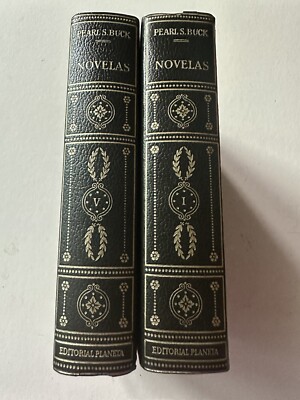 PEARL S. BUCK
NOVELAS
V
EDITORIAL PLANETA
PEARL S. BUCK
NOVELAS
I
EDITORIAL PLANETA